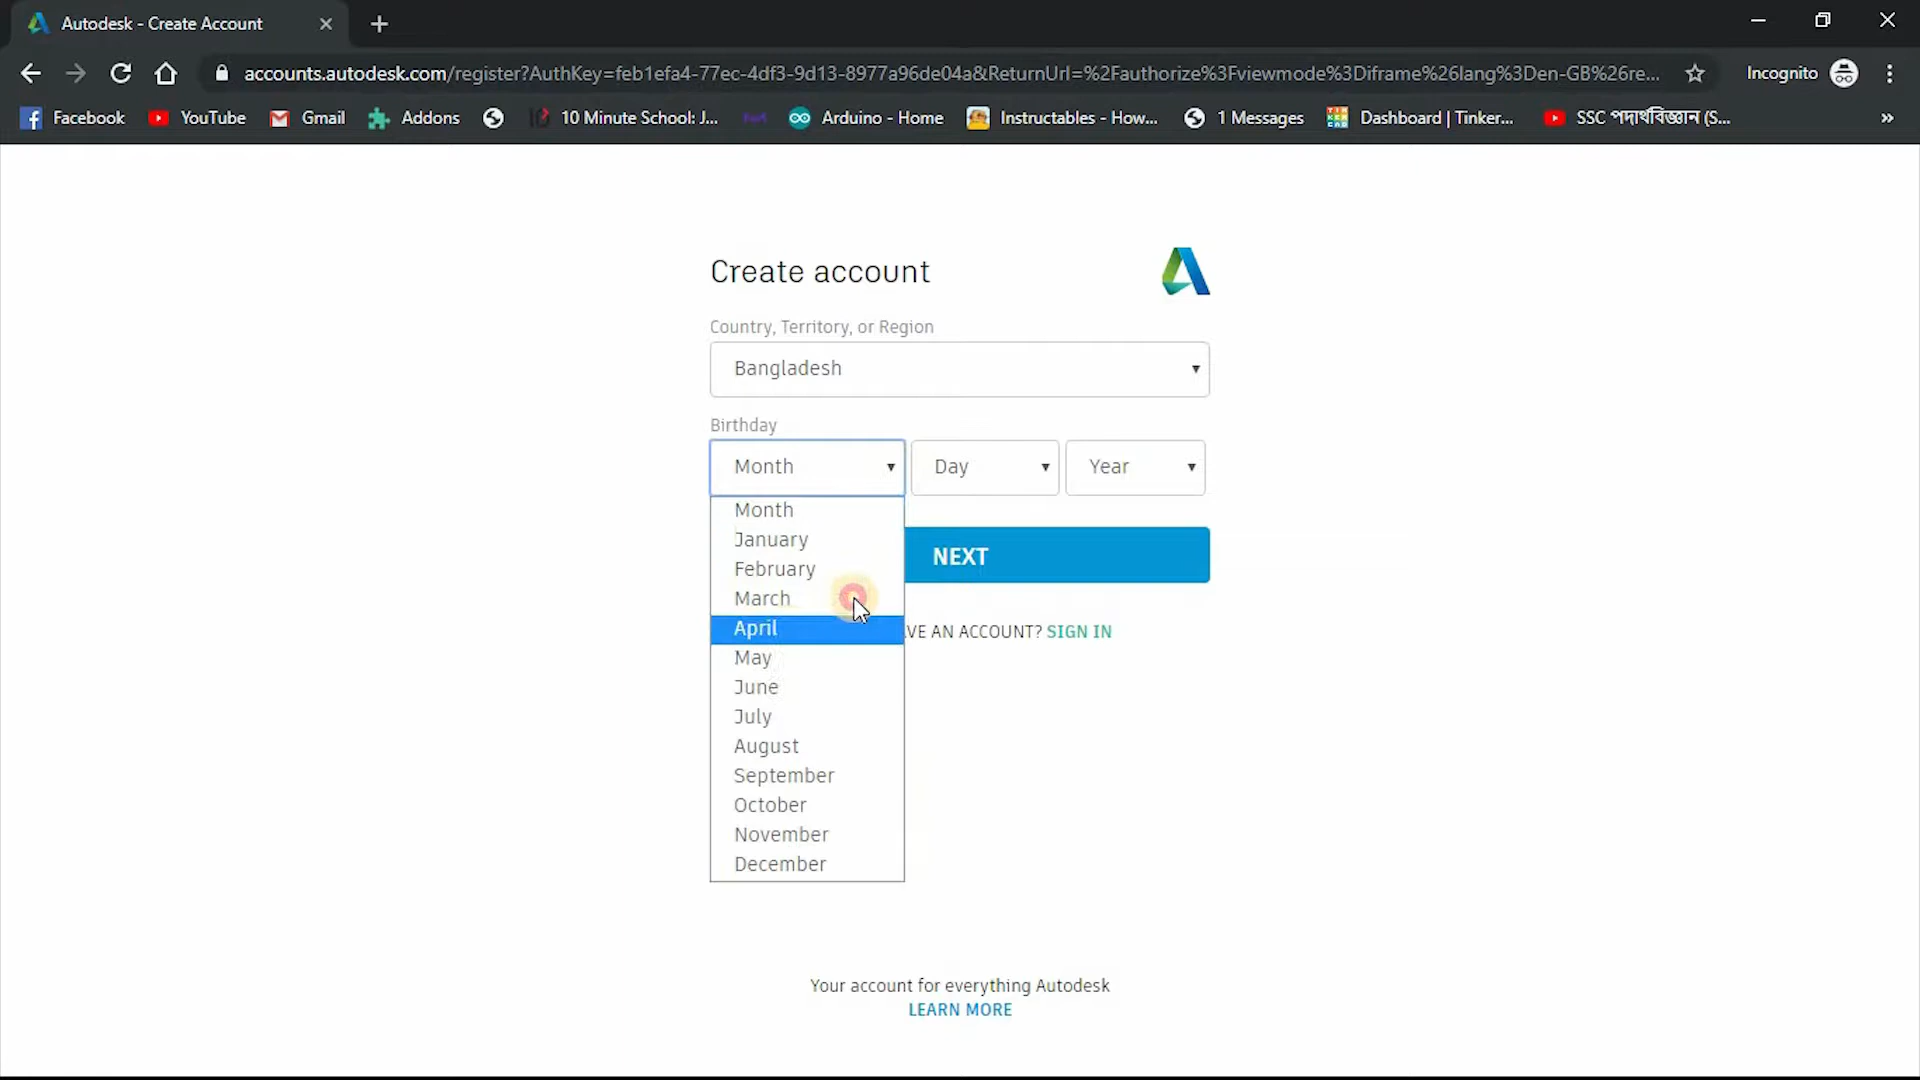 Autodesk - Create Account
accounts.autodesk.com/register?AuthKey=feb1efa4-77ec-4df3-9d13-8977a96de04a&ReturnUrl=%2Fauthorize%3Fviewmode%3Diframe%26lang%3Den-GB%26re... Incognito
Facebook YouTube Gmail Addons 10 Minute School: J... Arduino - Home Instructables - How... 1 Messages Dashboard | Tinker... SSC পদার্থবিজ্ঞান (S... »
Create account
Country, Territory, or Region
Bangladesh
Birthday
Month Day Year
Month
January
February
March
April
May
June
July
August
September
October
November
December
NEXT
VE AN ACCOUNT? SIGN IN
Your account for everything Autodesk
LEARN MORE